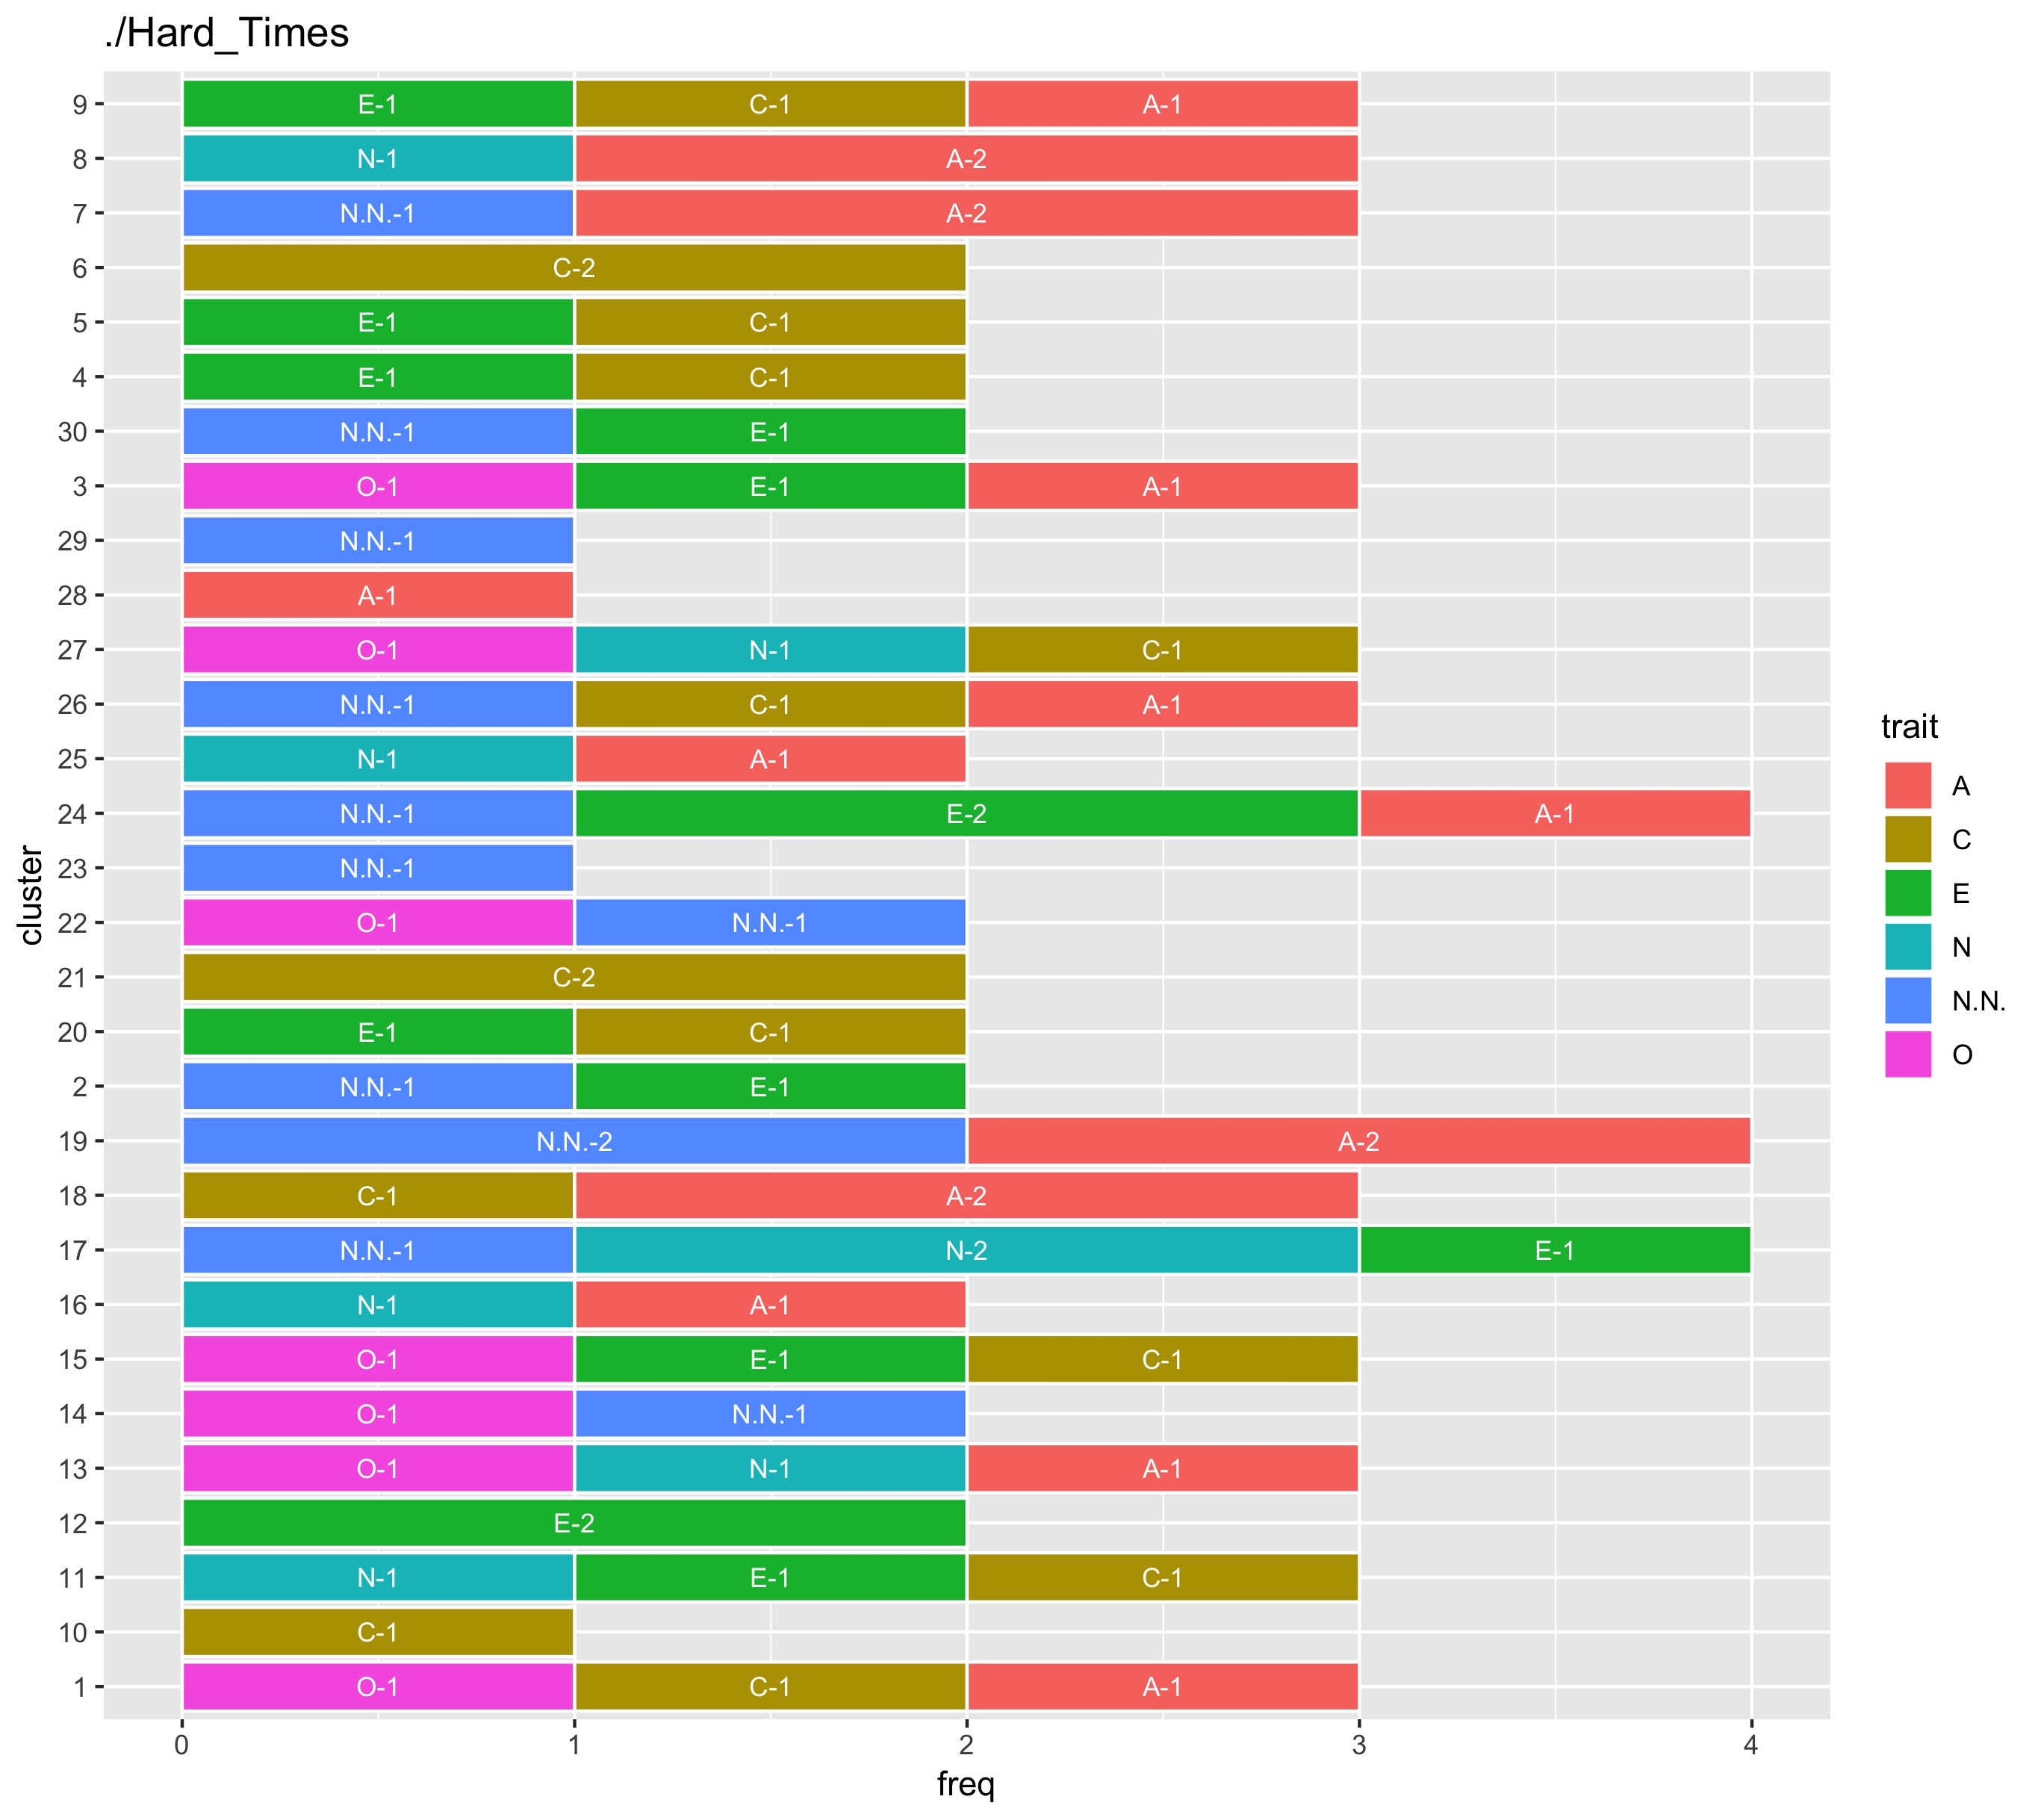 ./Hard_Times
9 E-1 C-1 A-1
8 N-1 A-2
7 N.N.-1 A-2
6 C-2
5 E-1 C-1
4 E-1 C-1
30 N.N.-1 E-1
3 O-1 E-1 A-1
29 N.N.-1
28 A-1
27 O-1 N-1 C-1
26 N.N.-1 C-1 A-1
25 N-1 A-1
24 N.N.-1 E-2 A-1
23 N.N.-1
22 O-1 N.N.-1
21 C-2
20 E-1 C-1
2 N.N.-1 E-1
19 N.N.-2 A-2
18 C-1 A-2
17 N.N.-1 N-2 E-1
16 N-1 A-1
15 O-1 E-1 C-1
14 O-1 N.N.-1
13 O-1 N-1 A-1
12 E-2
11 N-1 E-1 C-1
10 C-1
1 O-1 C-1 A-1
0 1 2 3 4
freq
cluster
trait
A
C
E
N
N.N.
O